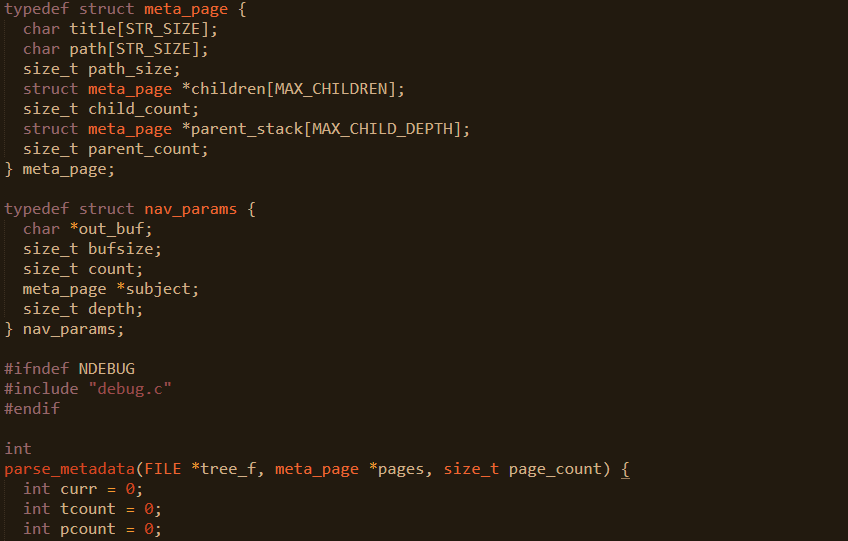 typedef struct meta_page {
  char title[STR_SIZE];
  char path[STR_SIZE];
  size_t path_size;
  struct meta_page *children[MAX_CHILDREN];
  size_t child_count;
  struct meta_page *parent_stack[MAX_CHILD_DEPTH];
  size_t parent_count;
} meta_page;

typedef struct nav_params {
  char *out_buf;
  size_t bufsize;
  size_t count;
  meta_page *subject;
  size_t depth;
} nav_params;

#ifndef NDEBUG
#include "debug.c"
#endif

int
parse_metadata(FILE *tree_f, meta_page *pages, size_t page_count) {
  int curr = 0;
  int tcount = 0;
  int pcount = 0;